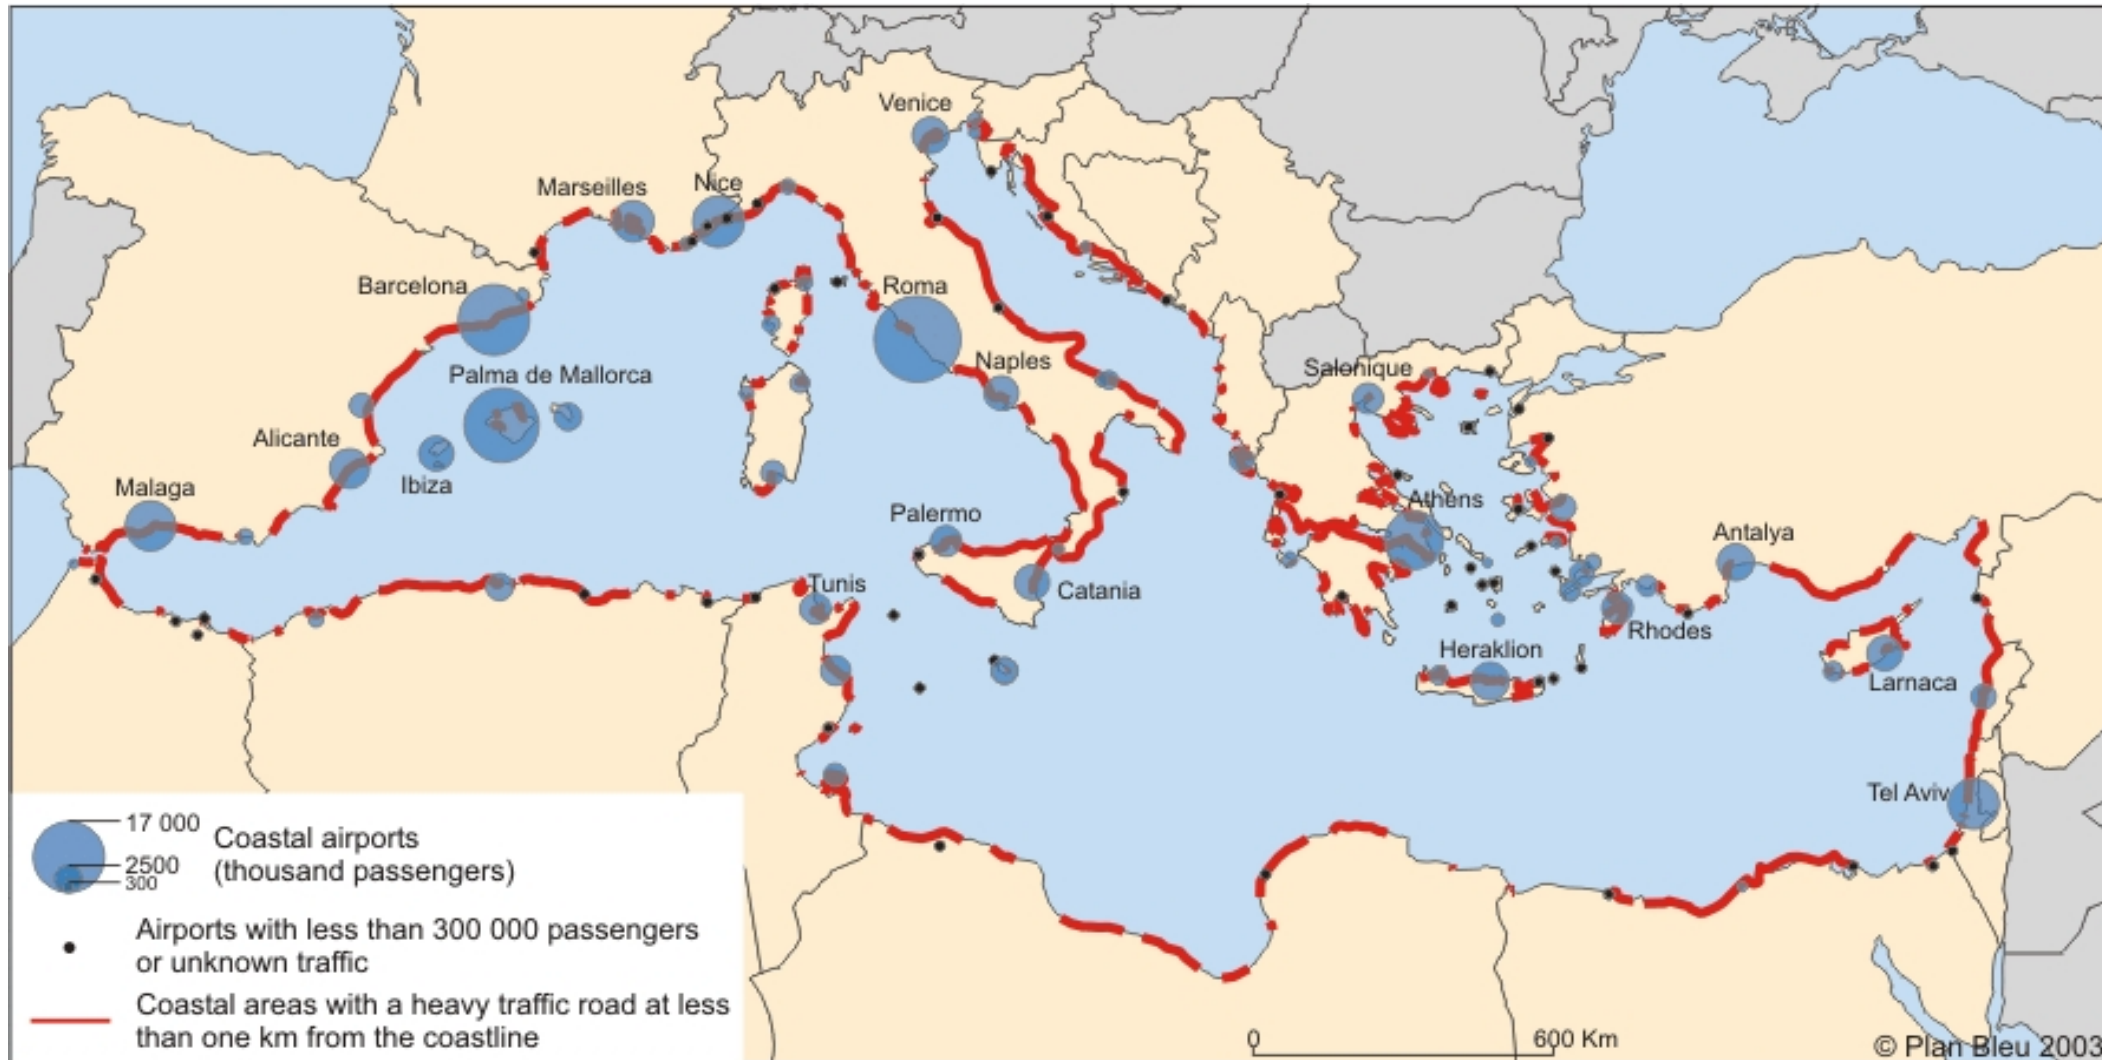 Venice
Marseilles
Nice
Barcelona
Roma
Naples
Salonique
Palma de Mallorca
Alicante
Ibiza
Malaga
Palermo
Athens
Antalya
Tunis
Catania
Rhodes
Heraklion
Larnaca
Tel Aviv
17 000
2500
300
Coastal airports
(thousand passengers)
Airports with less than 300 000 passengers
or unknown traffic
Coastal areas with a heavy traffic road at less
than one km from the coastline
0 600 Km
© Plan Bleu 2003